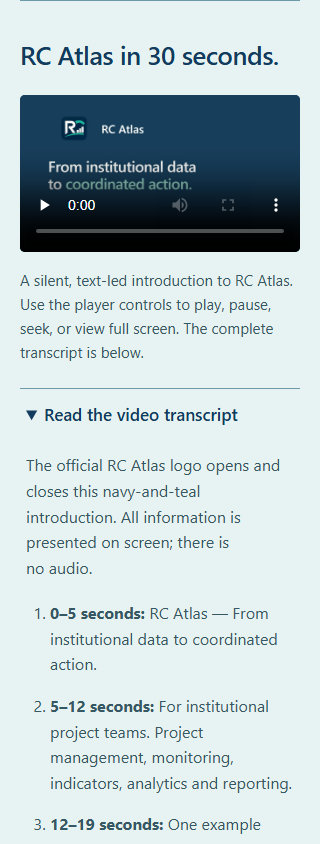 RC Atlas in 30 seconds.
RC Atlas
From institutional data
to coordinated action.
0:00
A silent, text-led introduction to RC Atlas.
Use the player controls to play, pause,
seek, or view full screen. The complete
transcript is below.
▼ Read the video transcript
The official RC Atlas logo opens and
closes this navy-and-teal
introduction. All information is
presented on screen; there is
no audio.
1. 0–5 seconds: RC Atlas — From
institutional data to coordinated
action.
2. 5–12 seconds: For institutional
project teams. Project
management, monitoring,
indicators, analytics and reporting.
3. 12–19 seconds: One example